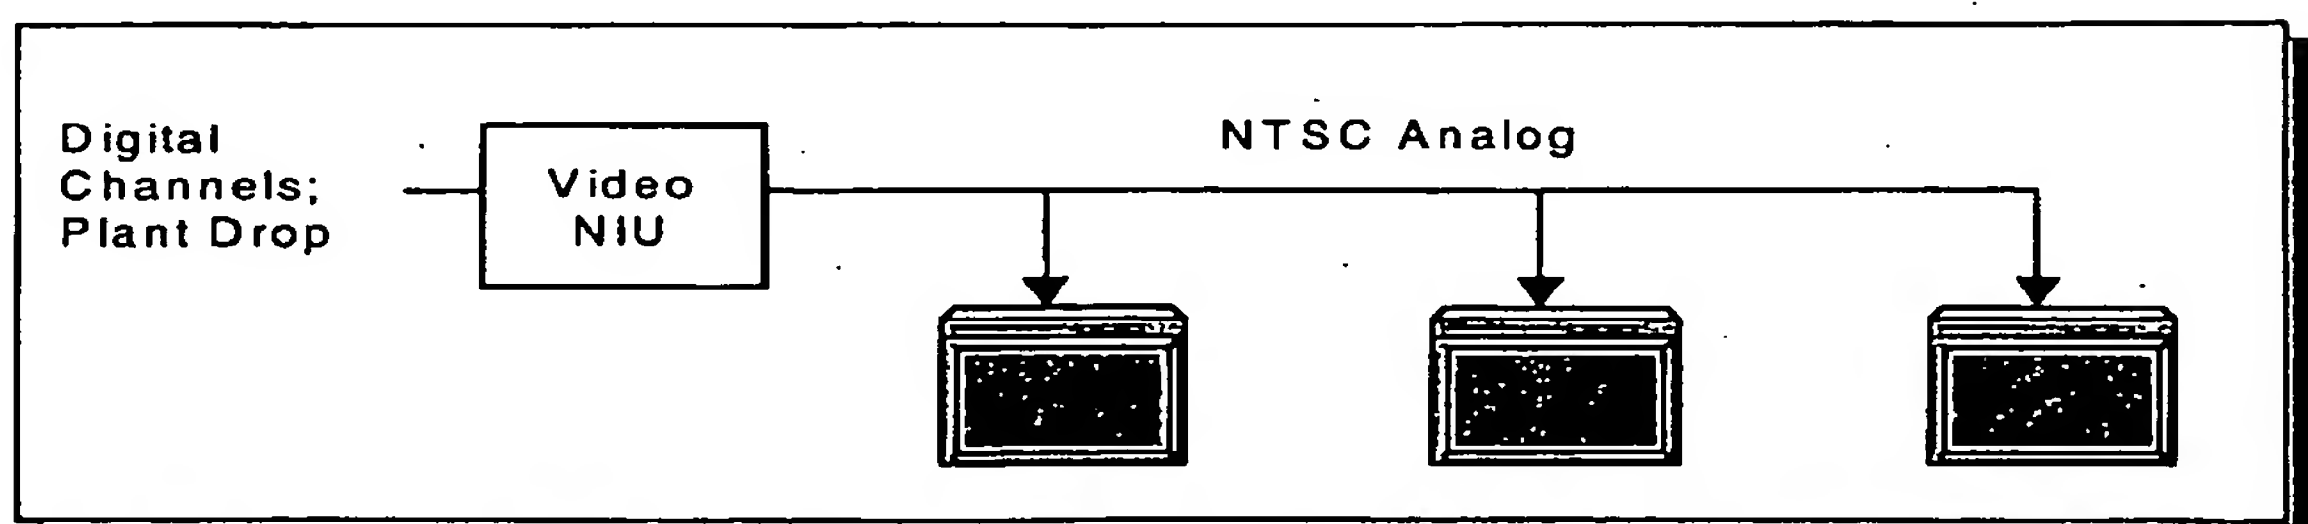 Digital
Channels;
Plant Drop
Video
NIU
NTSC Analog